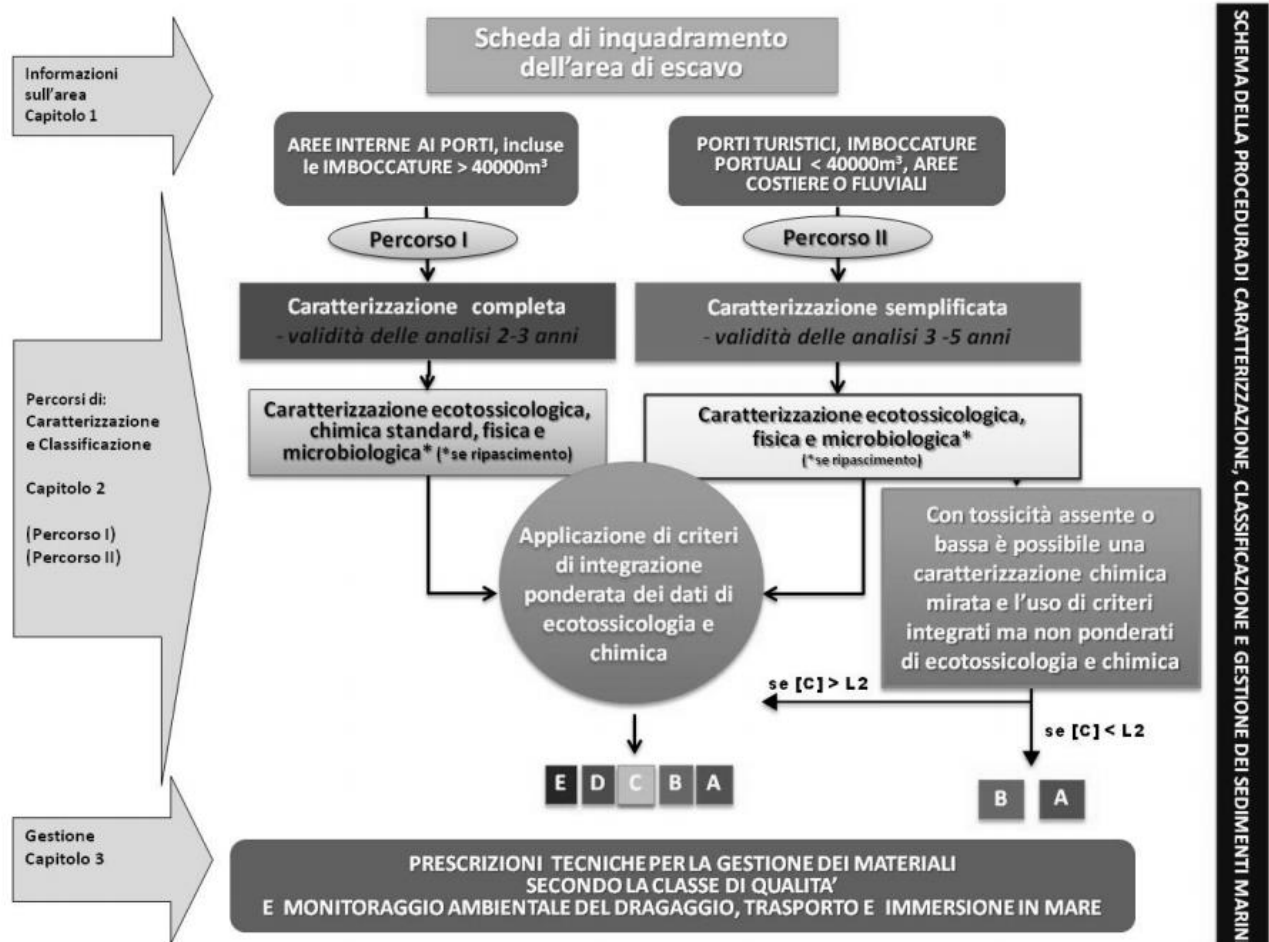 Scheda di inquadramento
dell'area di escavo
Informazioni
sull'area
Capitolo 1
AREE INTERNE AI PORTI, incluse
le IMBOCCATURE > 40000m³
PORTI TURISTICI, IMBOCCATURE
PORTUALI < 40000m³, AREE
COSTIERE O FLUVIALI
Percorso I
Percorso II
Caratterizzazione completa
- validità delle analisi 2-3 anni
Caratterizzazione semplificata
- validità delle analisi 3 -5 anni
Percorsi di:
Caratterizzazione
e Classificazione
Capitolo 2
(Percorso I)
(Percorso II)
Caratterizzazione ecotossicologica,
chimica standard, fisica e
microbiologica* (*se ripascimento)
Caratterizzazione ecotossicologica,
fisica e microbiologica*
(*se ripascimento)
Applicazione di criteri
di integrazione
ponderata dei dati di
ecotossicologia e
chimica
Con tossicità assente o
bassa è possibile una
caratterizzazione chimica
mirata e l'uso di criteri
integrati ma non ponderati
di ecotossicologia e chimica
se [C] > L2
se [C] < L2
E D C B A
B A
Gestione
Capitolo 3
PRESCRIZIONI TECNICHE PER LA GESTIONE DEI MATERIALI
SECONDO LA CLASSE DI QUALITA'
E MONITORAGGIO AMBIENTALE DEL DRAGAGGIO, TRASPORTO E IMMERSIONE IN MARE
SCHEMA DELLA PROCEDURA DI CARATTERIZZAZIONE, CLASSIFICAZIONE E GESTIONE DEI SEDIMENTI MARIN